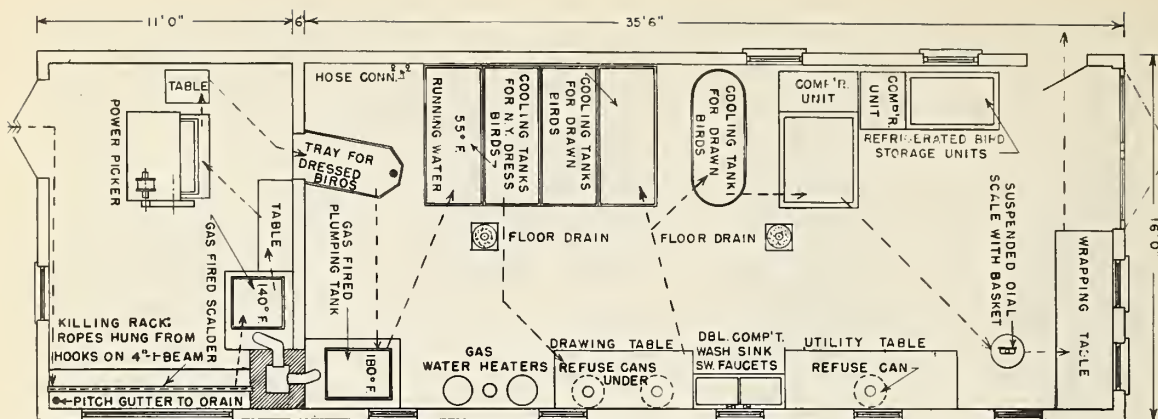 11'0"
6"
35'6"
TABLE
POWER PICKER
HOSE CONN.
TRAY FOR
DRESSED
BIRDS
TABLE
GAS FIRED SCALDER
140°F.
KILLING RACK:
ROPES HUNG FROM
HOOKS ON 4" I-BEAM
PITCH GUTTER TO DRAIN
GAS FIRED
PLUMPING TANK
180°F.
RUNNING WATER
55°F.
COOLING TANKS
FOR N.Y. DRESS
BIRDS
COOLING TANKS
FOR DRAWN
BIRDS
COOLING TANK
FOR DRAWN
BIRDS
COMP'R.
UNIT
COMP'R.
UNIT
REFRIGERATED BIRD
STORAGE UNITS
FLOOR DRAIN
FLOOR DRAIN
SUSPENDED DIAL
SCALE WITH BASKET
16'0"
WRAPPING TABLE
GAS
WATER HEATERS
DRAWING TABLE
REFUSE CANS
UNDER
DBL. COMP'T.
WASH SINK
SW. FAUCETS
UTILITY TABLE
REFUSE CAN